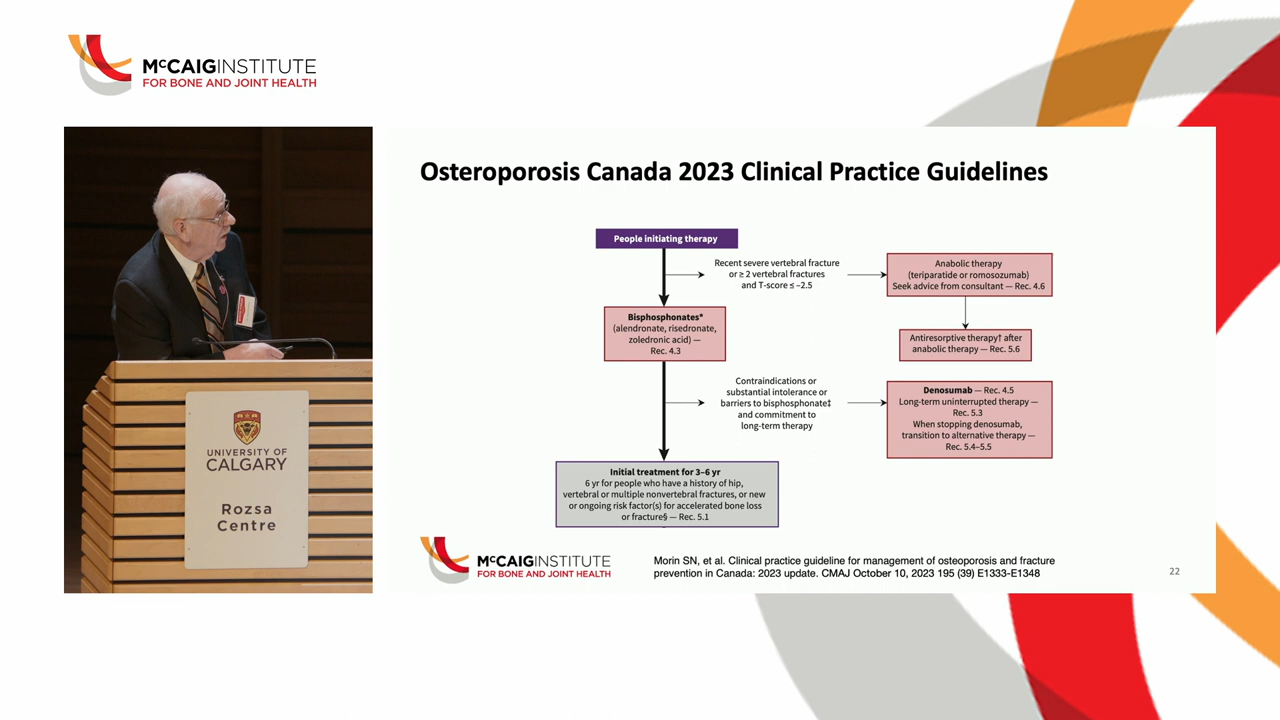 McCAIGINSTITUTE
FOR BONE AND JOINT HEALTH
UNIVERSITY OF
CALGARY
Rozsa
Centre
Osteroporosis Canada 2023 Clinical Practice Guidelines
People initiating therapy
Recent severe vertebral fracture
or ≥ 2 vertebral fractures
and T-score ≤ –2.5
Anabolic therapy
(teriparatide or romosozumab)
Seek advice from consultant — Rec. 4.6
Bisphosphonates*
(alendronate, risedronate,
zoledronic acid) —
Rec. 4.3
Antiresorptive therapy† after
anabolic therapy — Rec. 5.6
Contraindications or
substantial intolerance or
barriers to bisphosphonate‡
and commitment to
long-term therapy
Denosumab — Rec. 4.5
Long-term uninterrupted therapy —
Rec. 5.3
When stopping denosumab,
transition to alternative therapy —
Rec. 5.4–5.5
Initial treatment for 3–6 yr
6 yr for people who have a history of hip,
vertebral or multiple nonvertebral fractures, or new
or ongoing risk factor(s) for accelerated bone loss
or fracture§ — Rec. 5.1
McCAIGINSTITUTE
FOR BONE AND JOINT HEALTH
Morin SN, et al. Clinical practice guideline for management of osteoporosis and fracture
prevention in Canada: 2023 update. CMAJ October 10, 2023 195 (39) E1333-E1348
22